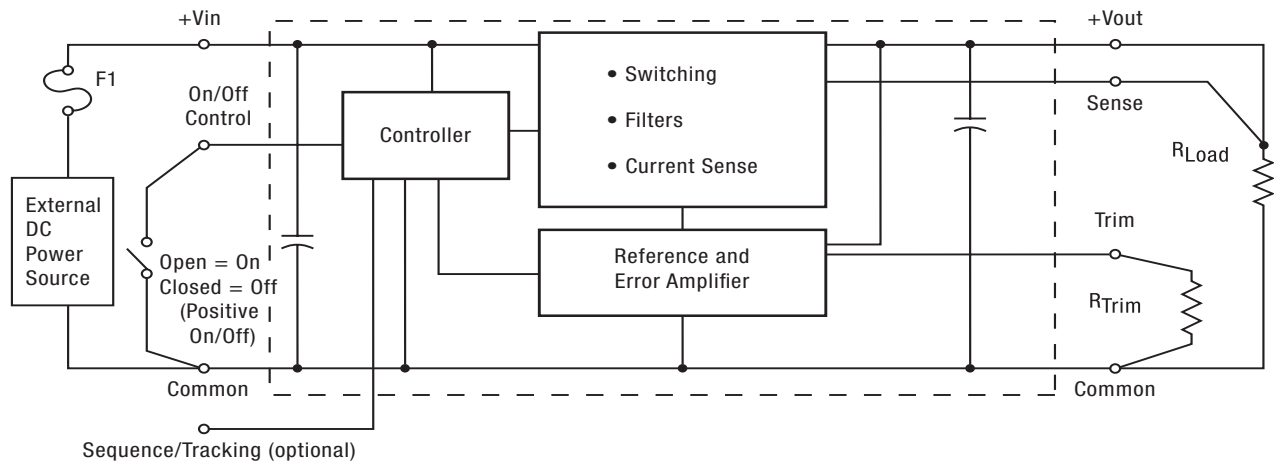 +Vin
+Vout
F1
On/Off
Control
Controller
• Switching
• Filters
• Current Sense
Sense
RLoad
External
DC
Power
Source
Open = On
Closed = Off
(Positive
On/Off)
Reference and
Error Amplifier
Trim
RTrim
Common
Common
Sequence/Tracking (optional)